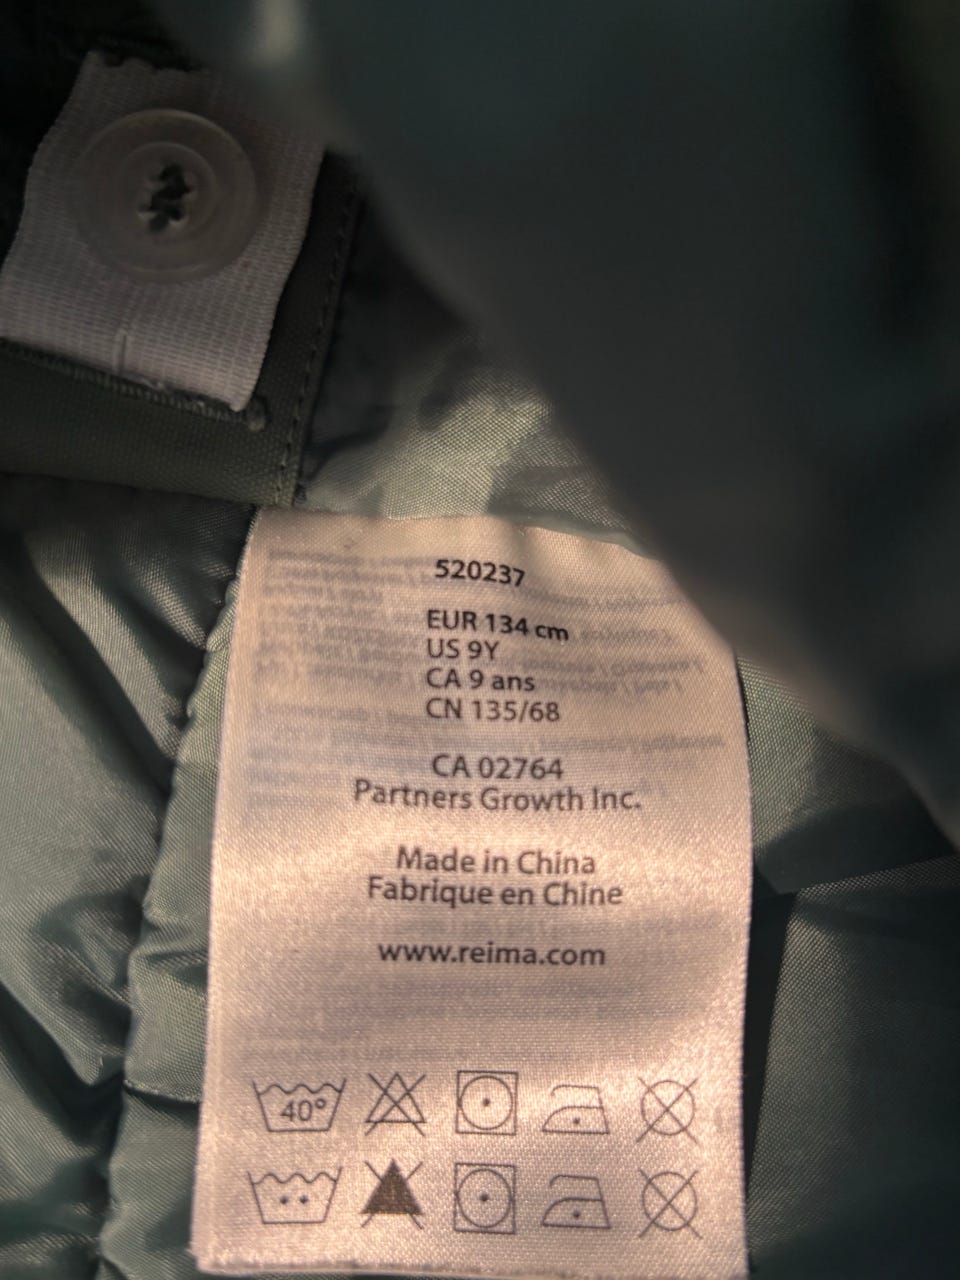 520237
EUR 134 cm
US 9Y
CA 9 ans
CN 135/68
CA 02764
Partners Growth Inc.
Made in China
Fabrique en Chine
www.reima.com
40°